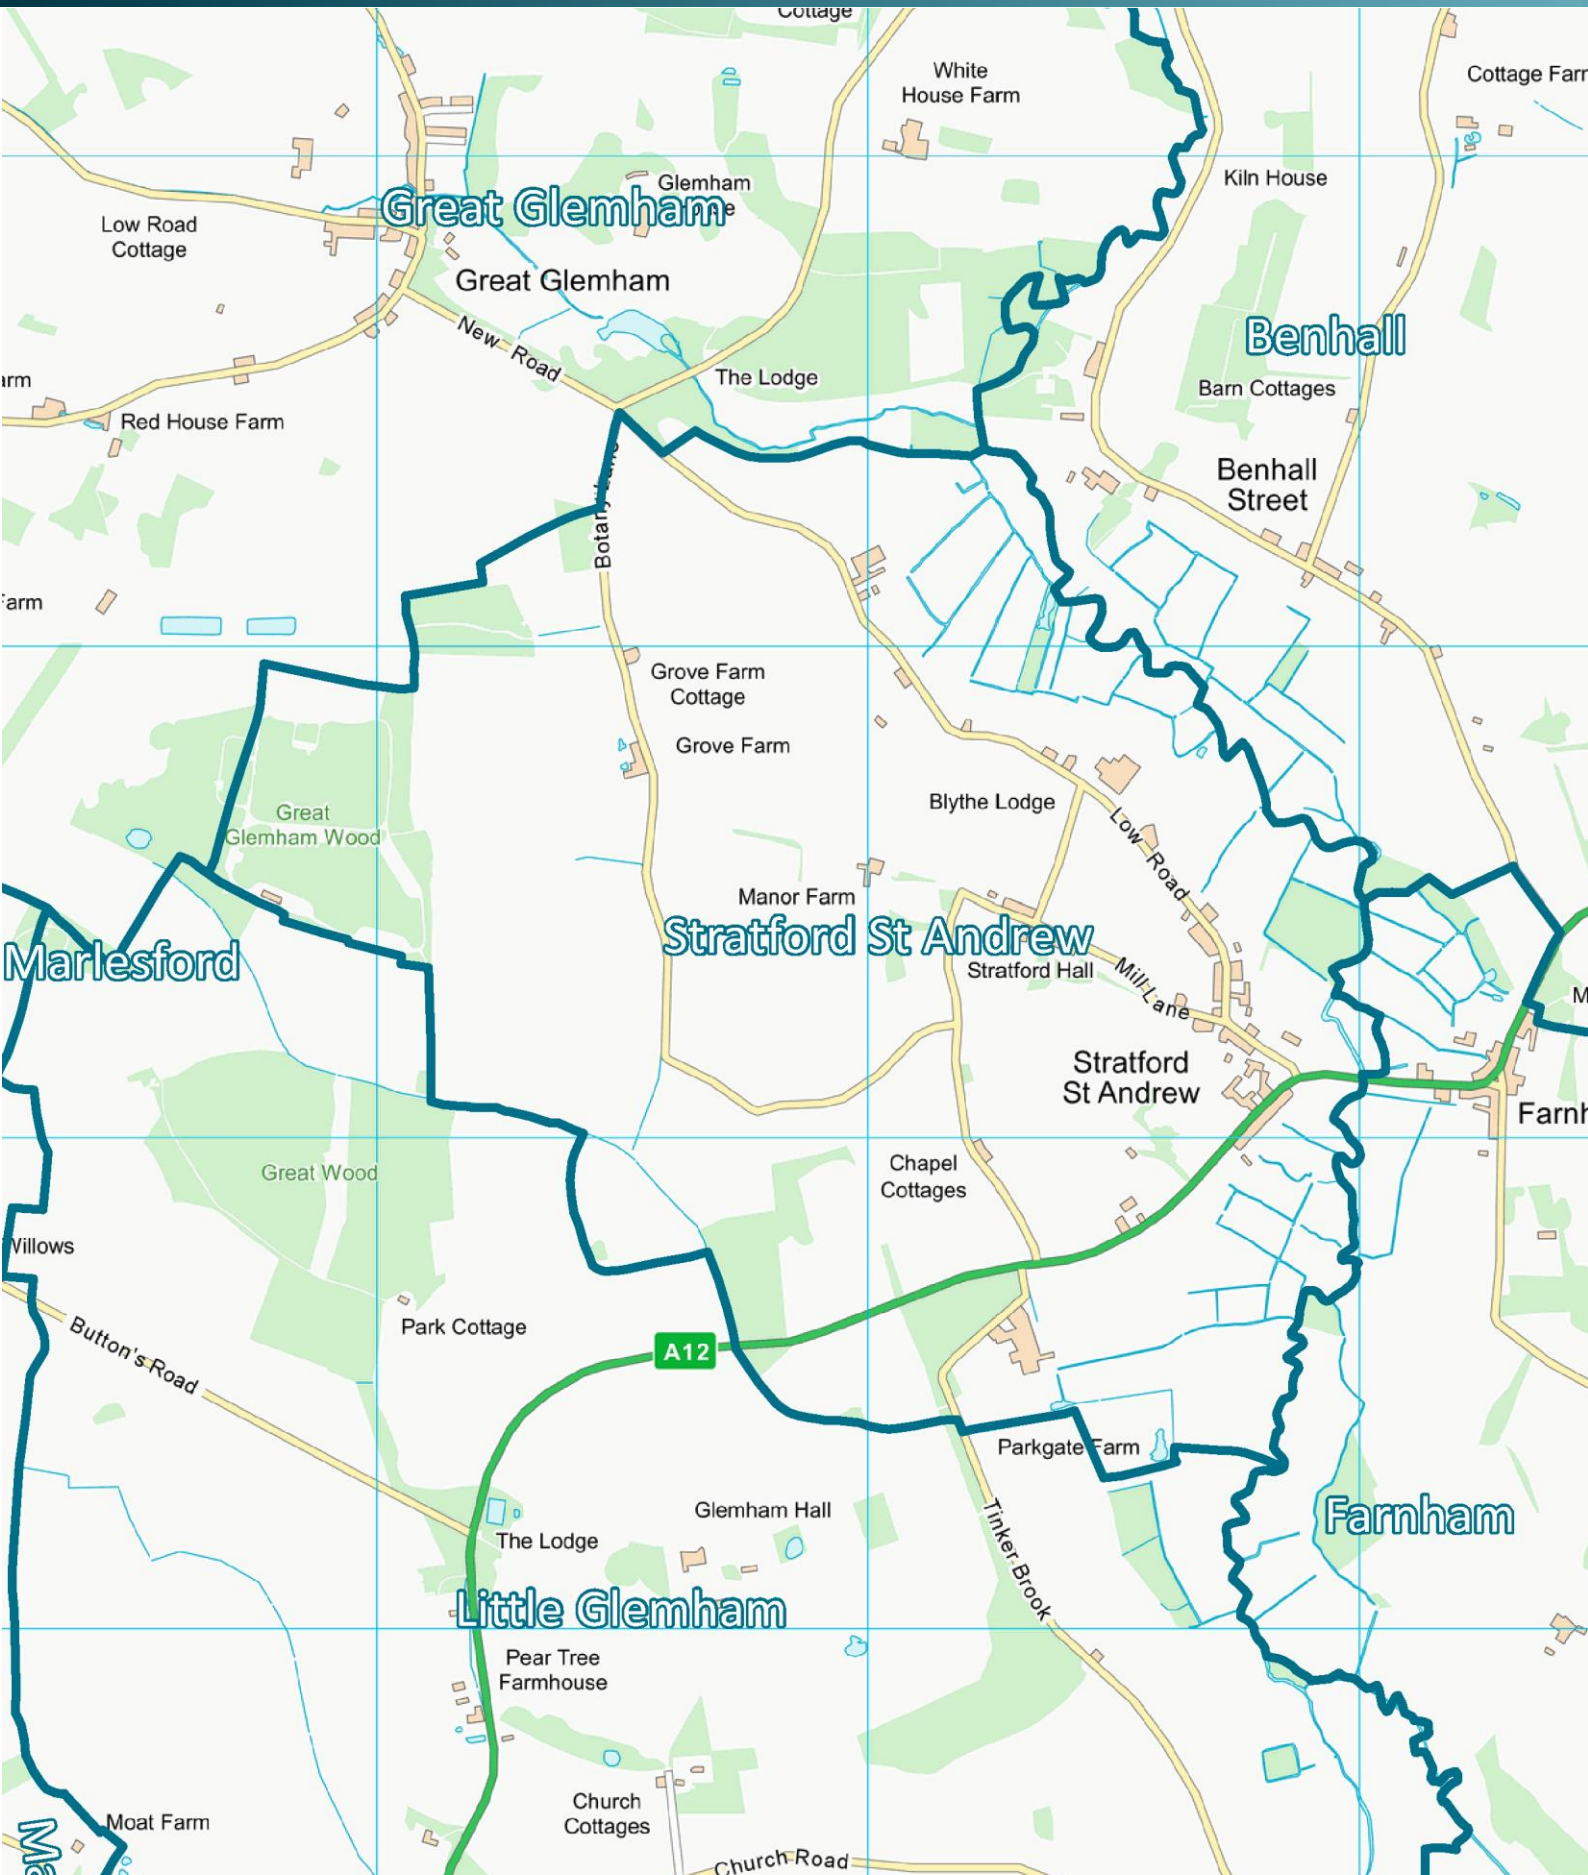 Cottage
White
House Farm
Cottage Farm
Kiln House
Glemham
Great Glemham
Low Road
Cottage
Great Glemham
New Road
Benhall
The Lodge
Barn Cottages
arm
Red House Farm
Benhall
Street
Botany Lane
arm
Grove Farm
Cottage
Grove Farm
Blythe Lodge
Great
Glemham Wood
Low Road
Manor Farm
Stratford St Andrew
Marlesford
Stratford Hall
Mill Lane
M
Stratford
St Andrew
Farnh
Great Wood
Chapel
Cottages
Willows
Park Cottage
Button's Road
A12
Parkgate Farm
Glemham Hall
Farnham
The Lodge
Tinker Brook
Little Glemham
Pear Tree
Farmhouse
Church
Cottages
Moat Farm
Ma
Church Road